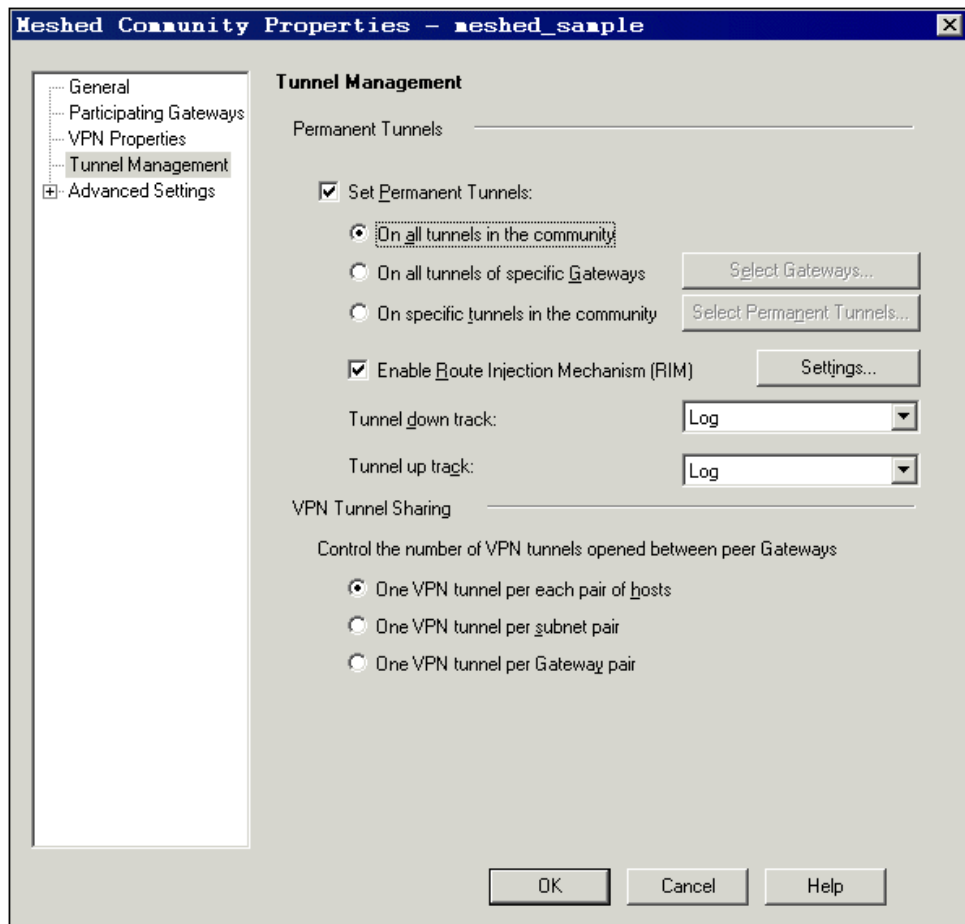 Meshed Community Properties - meshed_sample
General
Participating Gateways
VPN Properties
Tunnel Management
Advanced Settings
Tunnel Management
Permanent Tunnels
Set Permanent Tunnels:
On all tunnels in the community
On all tunnels of specific Gateways
Select Gateways...
On specific tunnels in the community
Select Permanent Tunnels...
Enable Route Injection Mechanism (RIM)
Settings...
Tunnel down track:
Log
Tunnel up track:
Log
VPN Tunnel Sharing
Control the number of VPN tunnels opened between peer Gateways
One VPN tunnel per each pair of hosts
One VPN tunnel per subnet pair
One VPN tunnel per Gateway pair
OK
Cancel
Help